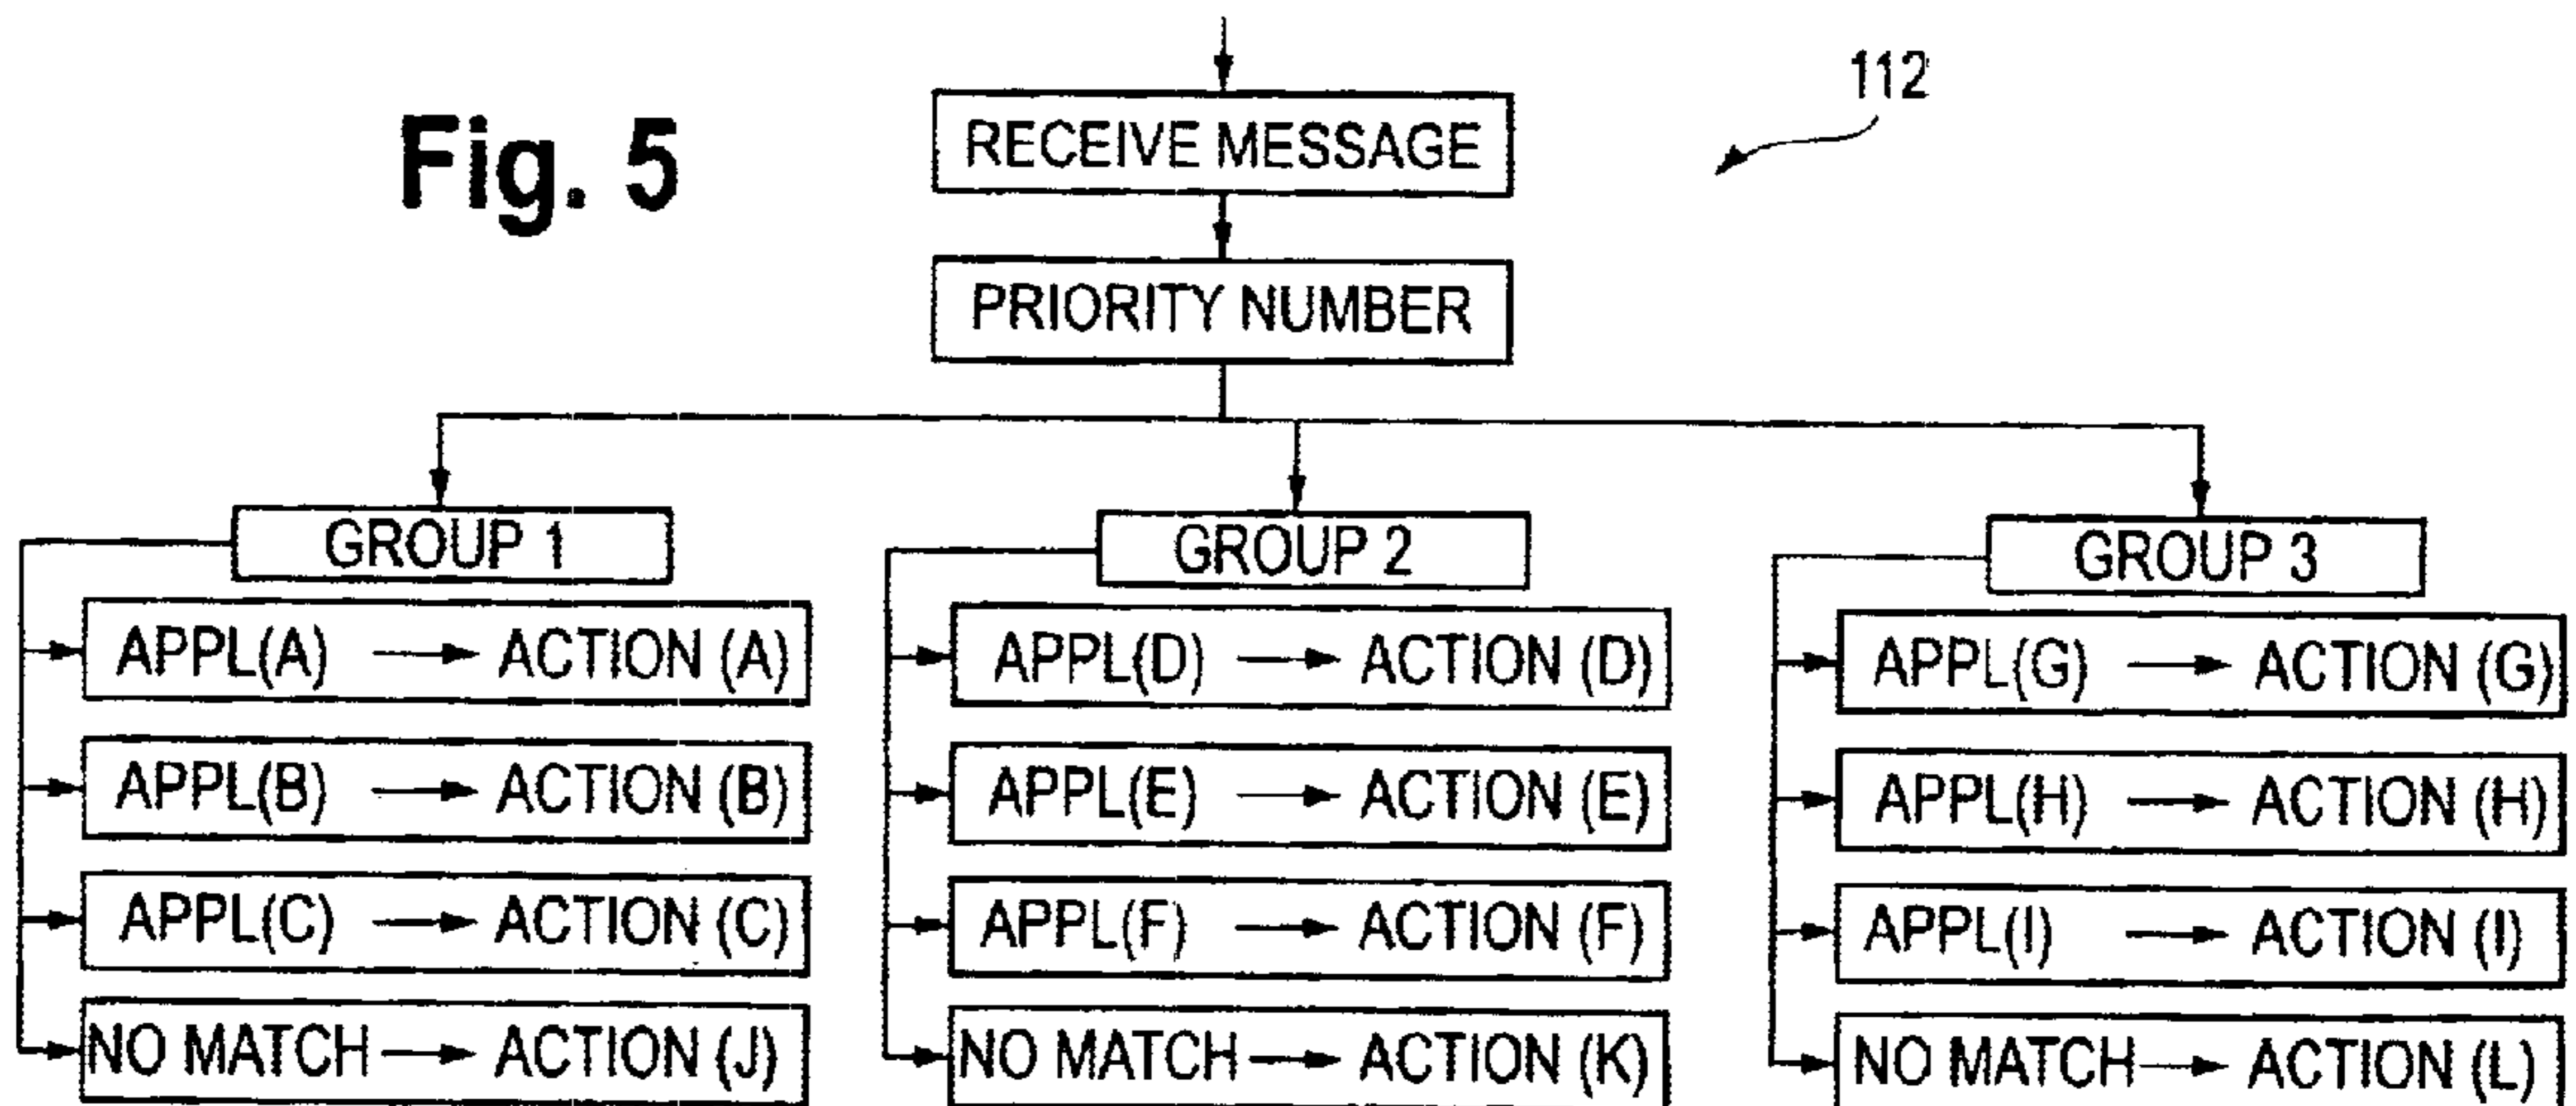 Fig. 5
112
RECEIVE MESSAGE
PRIORITY NUMBER
GROUP 1
APPL(A) ACTION (A)
APPL(B) ACTION (B)
APPL(C) ACTION (C)
NO MATCH ACTION (J)
GROUP 2
APPL(D) ACTION (D)
APPL(E) ACTION (E)
APPL(F) ACTION (F)
NO MATCH ACTION (K)
GROUP 3
APPL(G) ACTION (G)
APPL(H) ACTION (H)
APPL(I) ACTION (I)
NO MATCH ACTION (L)